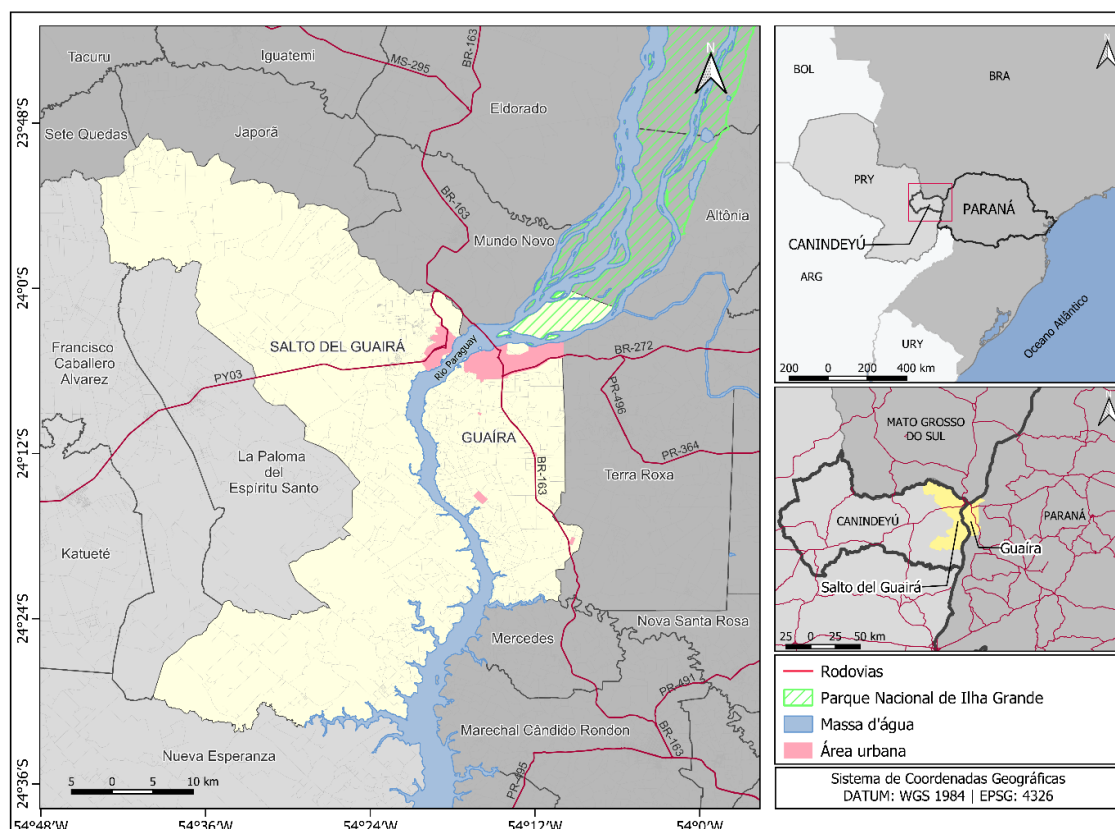 Tacuru
Iguatemi
MS-295
BR-163
N
Eldorado
Sete Quedas
Japorã
BR-163
Altônia
Mundo Novo
Francisco
Caballero
Alvarez
SALTO DEL GUAIRÁ
Rio Paraguay
BR-272
PY03
PR-496
GUAÍRA
PR-364
La Paloma
del
Espíritu Santo
BR-163
Terra Roxa
Katueté
Nova Santa Rosa
Mercedes
PR-491
Marechal Cândido Rondon
BR-163
Nueva Esperanza
PR-495
5 0 5 10 km
23°48'S
24°0'S
24°12'S
24°24'S
24°36'S
54°48'W
54°36'W
54°24'W
54°12'W
54°0'W
N
BOL
BRA
PRY
PARANÁ
CANINDEYÚ
ARG
Oceano Atlântico
URY
200 0 200 400 km
N
MATO GROSSO
DO SUL
CANINDEYÚ
PARANÁ
Guaíra
Salto del Guairá
25 0 25 50 km
Rodovias
Parque Nacional de Ilha Grande
Massa d'água
Área urbana
Sistema de Coordenadas Geográficas
DATUM: WGS 1984 | EPSG: 4326